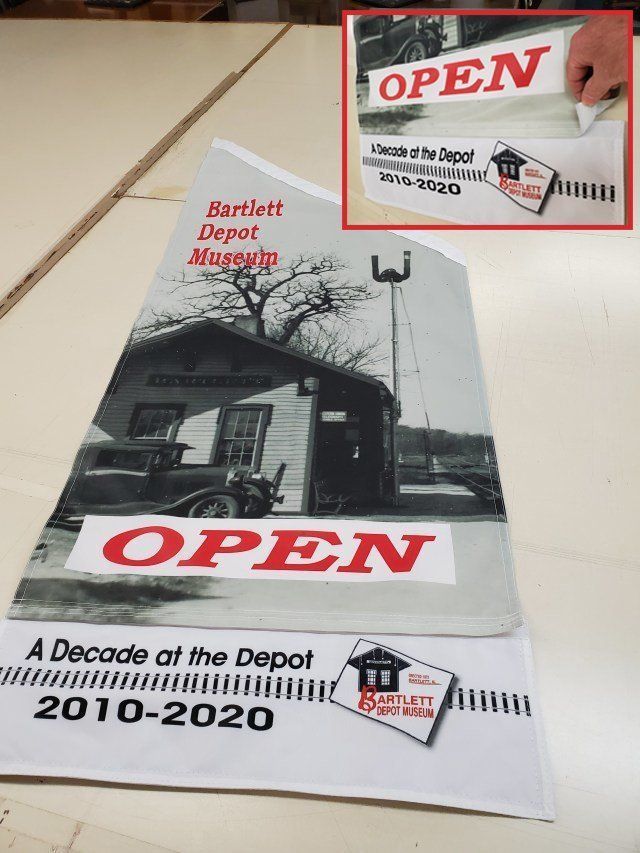 OPEN
A Decade at the Depot
2010-2020
BARTLETT
DEPOT MUSEUM
Bartlett
Depot
Museum
OPEN
A Decade at the Depot
2010-2020
BARTLETT
DEPOT MUSEUM